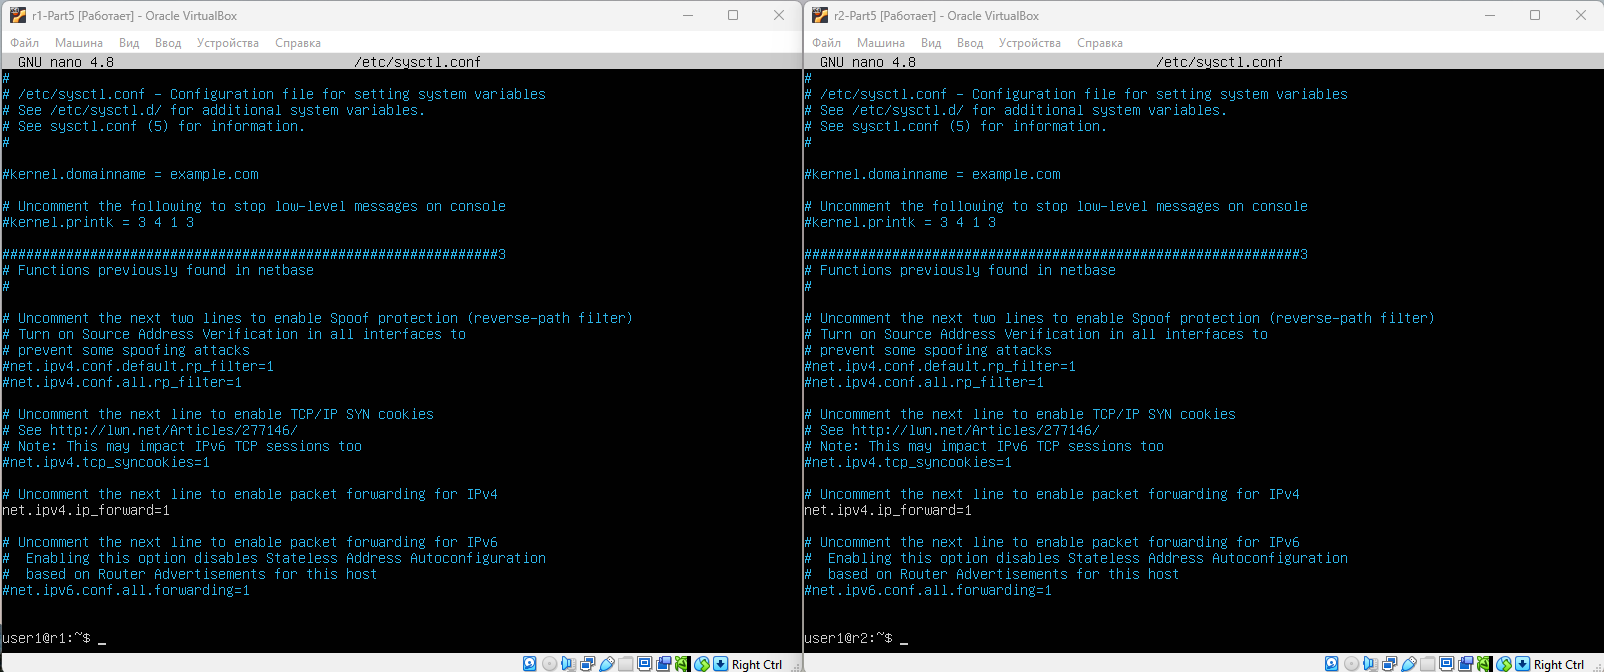 r1-Part5 [Работает] - Oracle VirtualBox
Файл Машина Вид Ввод Устройства Справка
GNU nano 4.8 /etc/sysctl.conf
#
# /etc/sysctl.conf - Configuration file for setting system variables
# See /etc/sysctl.d/ for additional system variables.
# See sysctl.conf (5) for information.
#
#kernel.domainname = example.com
# Uncomment the following to stop low-level messages on console
#kernel.printk = 3 4 1 3
##############################################################3
# Functions previously found in netbase
#
# Uncomment the next two lines to enable Spoof protection (reverse-path filter)
# Turn on Source Address Verification in all interfaces to
# prevent some spoofing attacks
#net.ipv4.conf.default.rp_filter=1
#net.ipv4.conf.all.rp_filter=1
# Uncomment the next line to enable TCP/IP SYN cookies
# See http://lwn.net/Articles/277146/
# Note: This may impact IPv6 TCP sessions too
#net.ipv4.tcp_syncookies=1
# Uncomment the next line to enable packet forwarding for IPv4
net.ipv4.ip_forward=1
# Uncomment the next line to enable packet forwarding for IPv6
#  Enabling this option disables Stateless Address Autoconfiguration
#  based on Router Advertisements for this host
#net.ipv6.conf.all.forwarding=1
user1@r1:~$ _
Right Ctrl
r2-Part5 [Работает] - Oracle VirtualBox
Файл Машина Вид Ввод Устройства Справка
GNU nano 4.8 /etc/sysctl.conf
#
# /etc/sysctl.conf - Configuration file for setting system variables
# See /etc/sysctl.d/ for additional system variables.
# See sysctl.conf (5) for information.
#
#kernel.domainname = example.com
# Uncomment the following to stop low-level messages on console
#kernel.printk = 3 4 1 3
##############################################################3
# Functions previously found in netbase
#
# Uncomment the next two lines to enable Spoof protection (reverse-path filter)
# Turn on Source Address Verification in all interfaces to
# prevent some spoofing attacks
#net.ipv4.conf.default.rp_filter=1
#net.ipv4.conf.all.rp_filter=1
# Uncomment the next line to enable TCP/IP SYN cookies
# See http://lwn.net/Articles/277146/
# Note: This may impact IPv6 TCP sessions too
#net.ipv4.tcp_syncookies=1
# Uncomment the next line to enable packet forwarding for IPv4
net.ipv4.ip_forward=1
# Uncomment the next line to enable packet forwarding for IPv6
#  Enabling this option disables Stateless Address Autoconfiguration
#  based on Router Advertisements for this host
#net.ipv6.conf.all.forwarding=1
user1@r2:~$ _
Right Ctrl